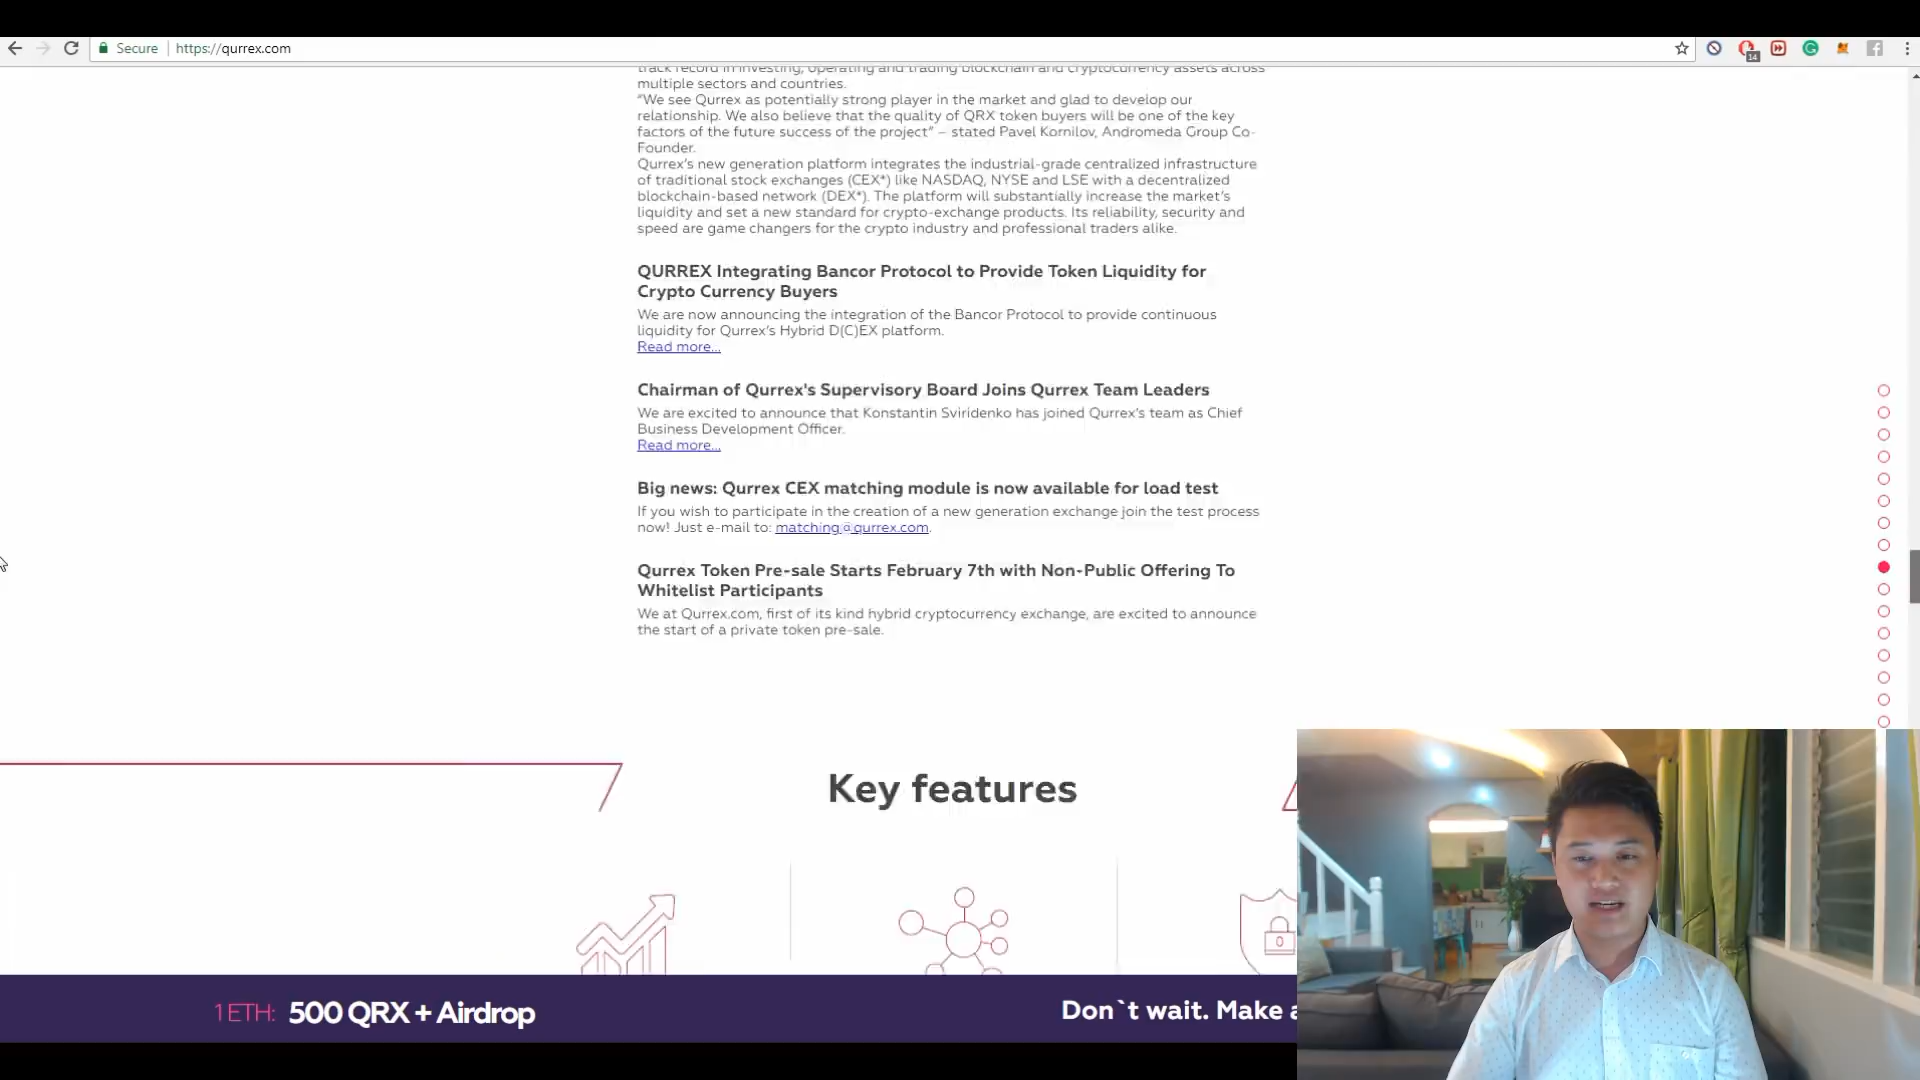 Secure https://qurrex.com
14
track record in investing, operating and trading blockchain and cryptocurrency assets across
multiple sectors and countries.
“We see Qurrex as potentially strong player in the market and glad to develop our
relationship. We also believe that the quality of QRX token buyers will be one of the key
factors of the future success of the project” – stated Pavel Kornilov, Andromeda Group Co-
Founder.
Qurrex’s new generation platform integrates the industrial-grade centralized infrastructure
of traditional stock exchanges (CEX*) like NASDAQ, NYSE and LSE with a decentralized
blockchain-based network (DEX*). The platform will substantially increase the market’s
liquidity and set a new standard for crypto-exchange products. Its reliability, security and
speed are game changers for the crypto industry and professional traders alike.
QURREX Integrating Bancor Protocol to Provide Token Liquidity for
Crypto Currency Buyers
We are now announcing the integration of the Bancor Protocol to provide continuous
liquidity for Qurrex’s Hybrid D(C)EX platform.
Read more...
Chairman of Qurrex's Supervisory Board Joins Qurrex Team Leaders
We are excited to announce that Konstantin Sviridenko has joined Qurrex’s team as Chief
Business Development Officer.
Read more...
Big news: Qurrex CEX matching module is now available for load test
If you wish to participate in the creation of a new generation exchange join the test process
now! Just e-mail to: matching@qurrex.com.
Qurrex Token Pre-sale Starts February 7th with Non-Public Offering To
Whitelist Participants
We at Qurrex.com, first of its kind hybrid cryptocurrency exchange, are excited to announce
the start of a private token pre-sale.
Key features
1 ETH: 500 QRX + Airdrop
Don`t wait. Make a